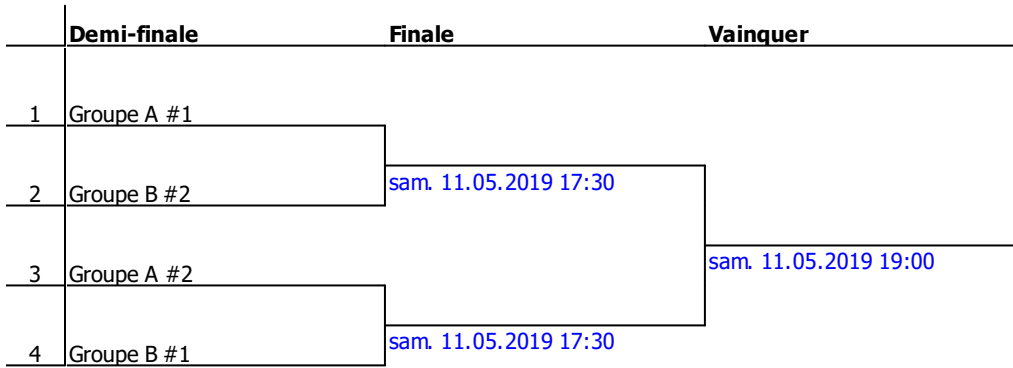 Demi-finale Finale Vainquer
1 Groupe A #1
sam. 11.05.2019 17:30
2 Groupe B #2
sam. 11.05.2019 19:00
3 Groupe A #2
sam. 11.05.2019 17:30
4 Groupe B #1